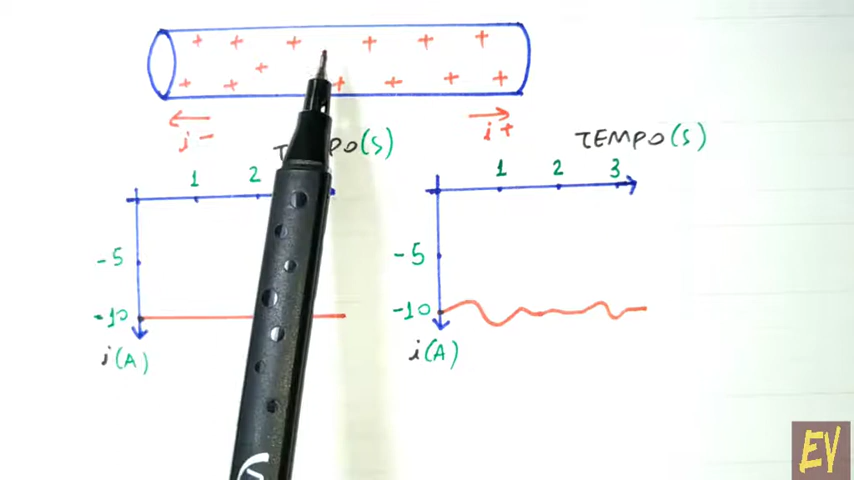 + + + + + +
+ + + + + + +
i- i+
TEMPO(S)
1 2 3
-5
-10
i(A)
PO(S)
1 2
-5
-10
i(A)
EV